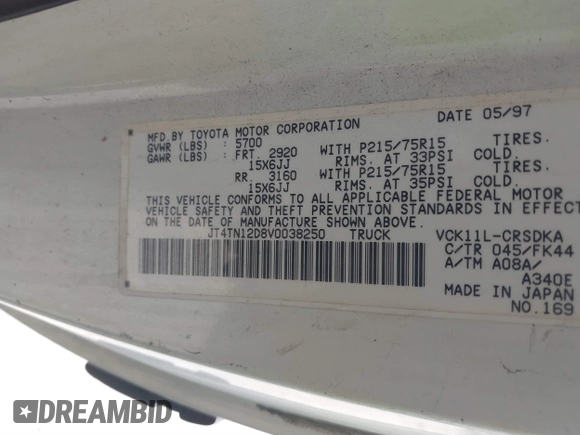 MFD.BY TOYOTA MOTOR CORPORATION DATE 05/97
GVWR (LBS) : 5700
GAWR (LBS) : FRT. 2920 WITH P215/75R15 TIRES.
15X6JJ RIMS. AT 33PSI COLD.
RR. 3160 WITH P215/75R15 TIRES.
15X6JJ RIMS. AT 35PSI COLD.
THIS VEHICLE CONFORMS TO ALL APPLICABLE FEDERAL MOTOR
VEHICLE SAFETY AND THEFT PREVENTION STANDARDS IN EFFECT
ON DATE OF MANUFACTURE SHOWN ABOVE.
JT4TN12D8V0038250 TRUCK VCK11L-CRSDKA
C/TR 045/FK44
A/TM A08A/
A340E
MADE IN JAPAN
NO.169
DREAMBID